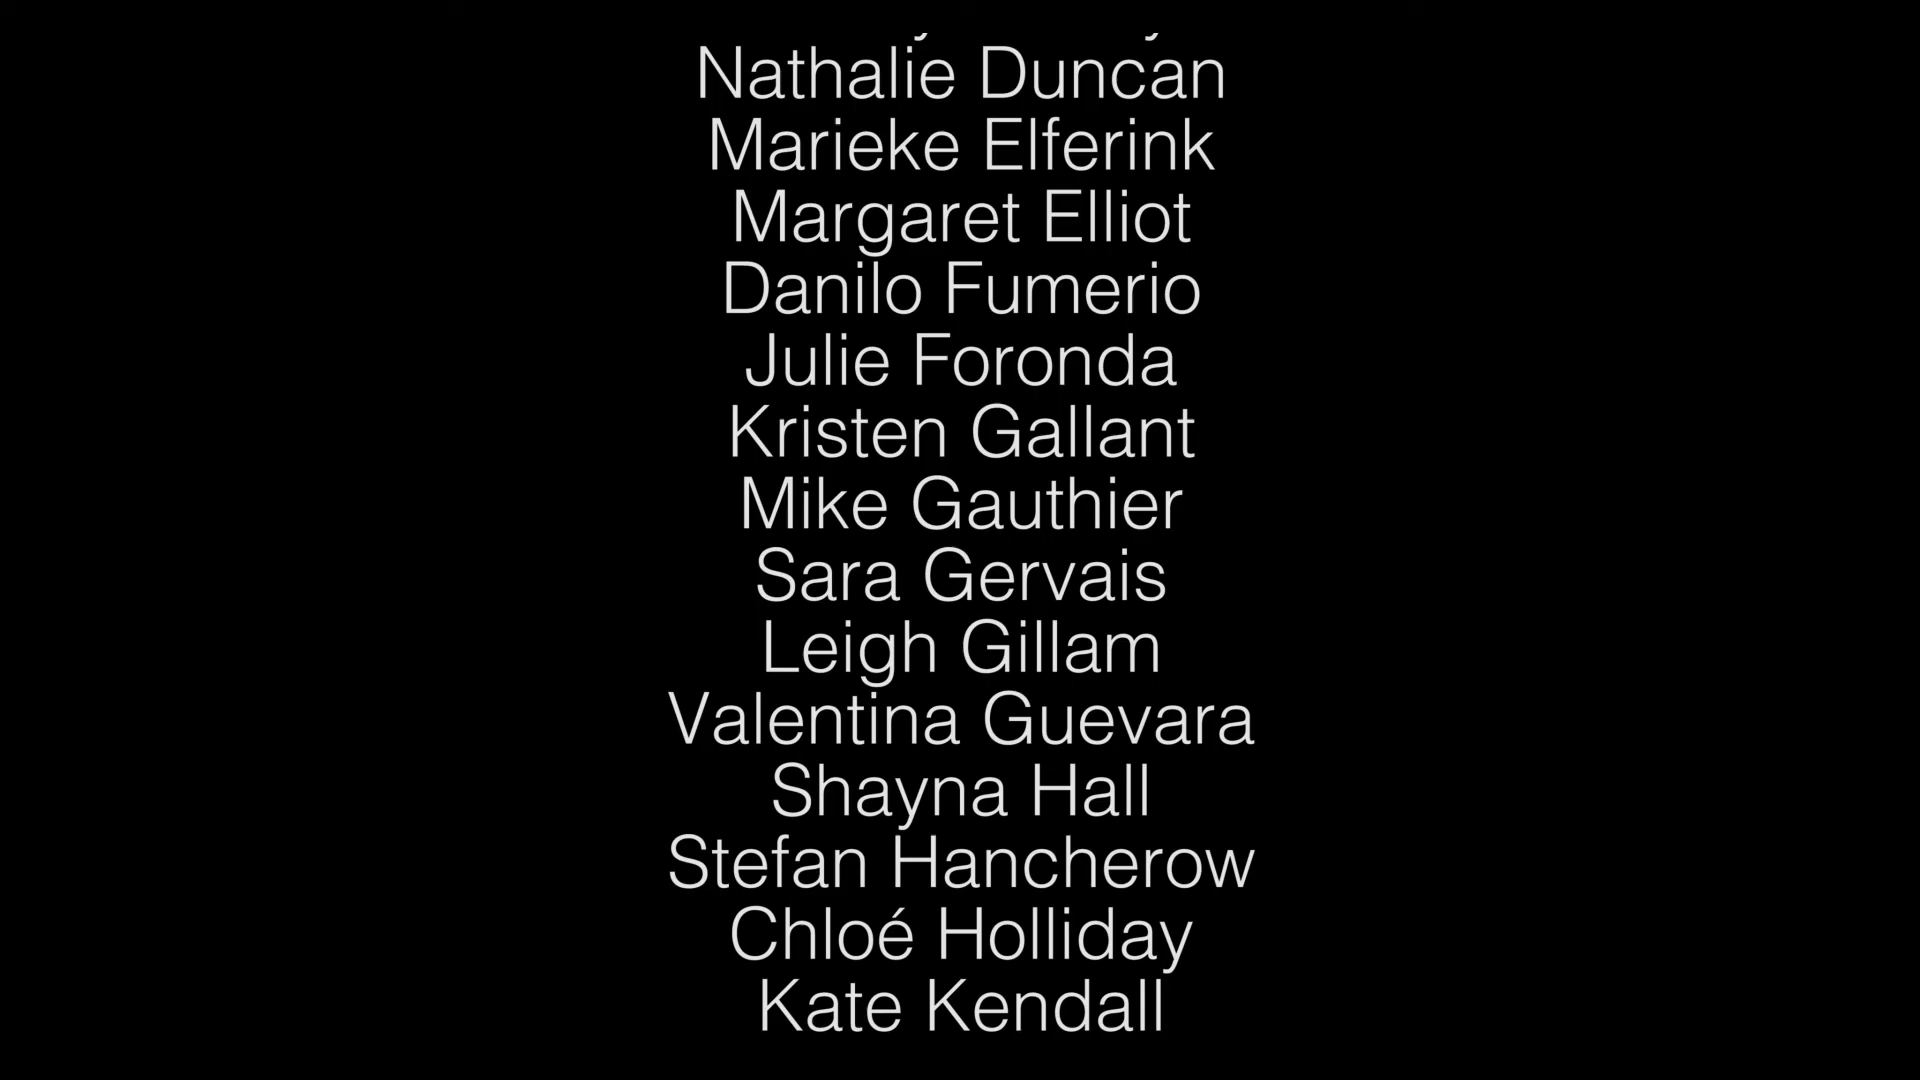 Nathalie Duncan
Marieke Elferink
Margaret Elliot
Danilo Fumerio
Julie Foronda
Kristen Gallant
Mike Gauthier
Sara Gervais
Leigh Gillam
Valentina Guevara
Shayna Hall
Stefan Hancherow
Chloé Holliday
Kate Kendall